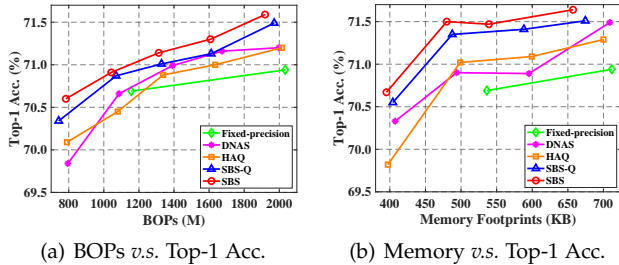 71.5
71.0
70.5
70.0
69.5
Top-1 Acc. (%)
Fixed-precision
DNAS
HAQ
SBS-Q
SBS
800 1000 1200 1400 1600 1800 2000
BOPs (M)
(a) BOPs v.s. Top-1 Acc.
71.5
71.0
70.5
70.0
69.5
Top-1 Acc. (%)
Fixed-precision
DNAS
HAQ
SBS-Q
SBS
400 450 500 550 600 650 700
Memory Footprints (KB)
(b) Memory v.s. Top-1 Acc.